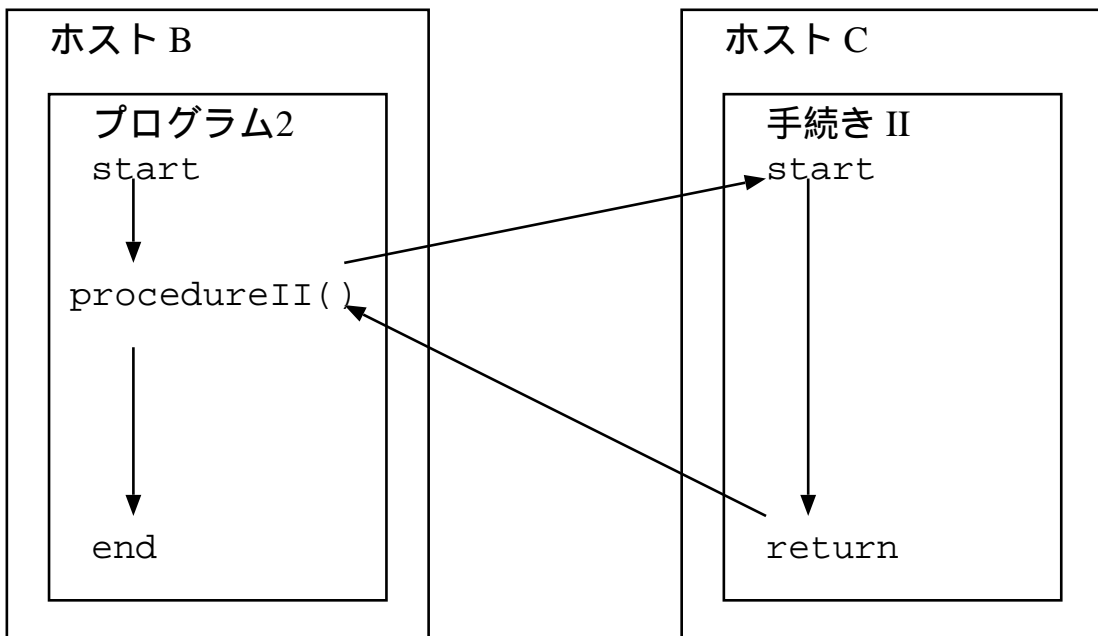 ホスト B
プログラム2
start
procedureII()
end
ホスト C
手続き II
start
return